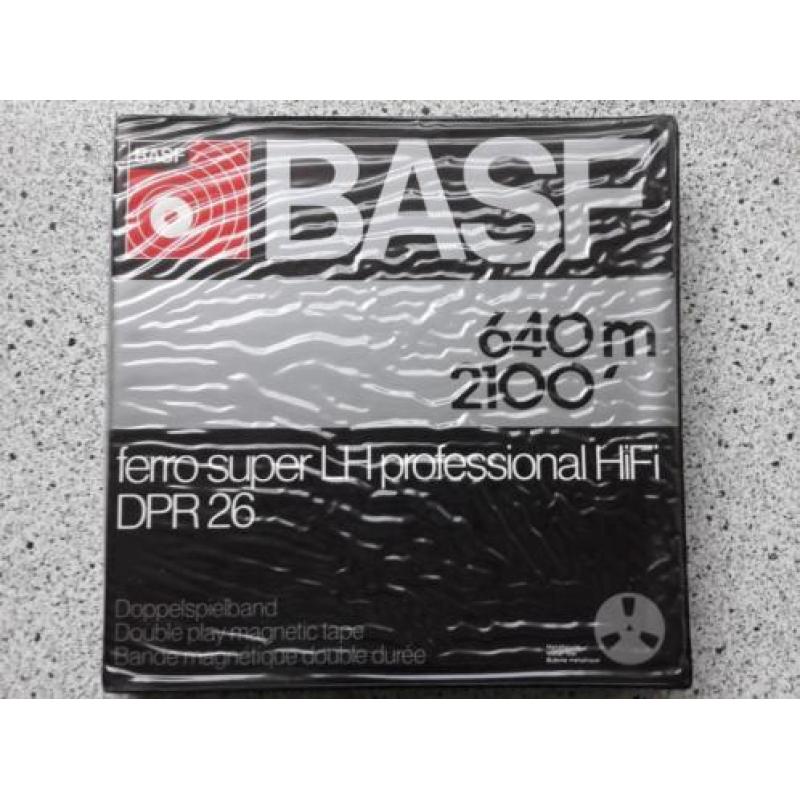 BASF
BASF
640 m
2100'
ferro super LH professional HiFi
DPR 26
Doppelspielband
Double play magnetic tape
Bande magnétique double durée